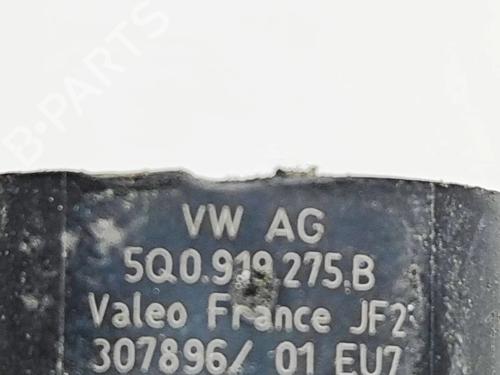 B-PARTS
VW AG
5Q0.919.275.B
Valeo France JF2
307896/ 01 EU7